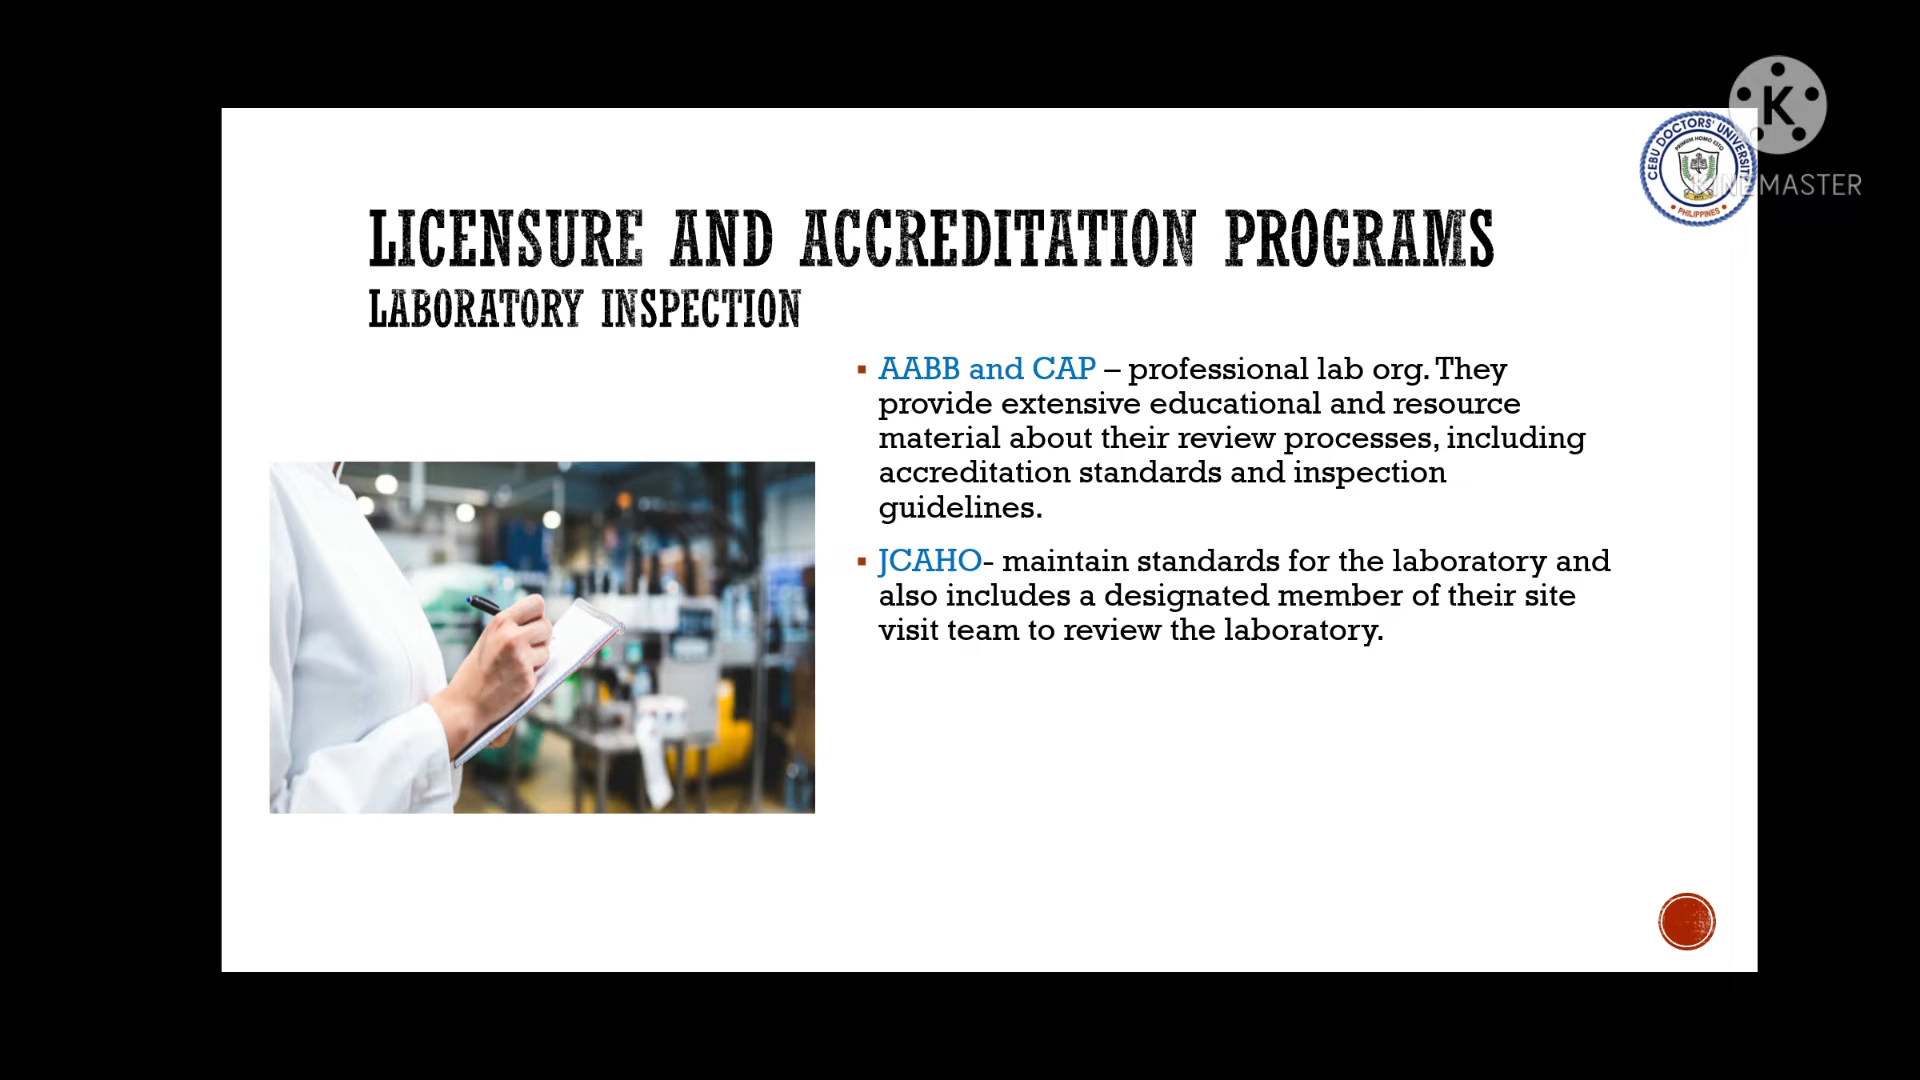 K
KINEMASTER
CEBU DOCTORS' UNIVERSITY
PHILIPPINES
LICENSURE AND ACCREDITATION PROGRAMS
LABORATORY INSPECTION
▪ AABB and CAP – professional lab org. They
provide extensive educational and resource
material about their review processes, including
accreditation standards and inspection
guidelines.
▪ JCAHO- maintain standards for the laboratory and
also includes a designated member of their site
visit team to review the laboratory.